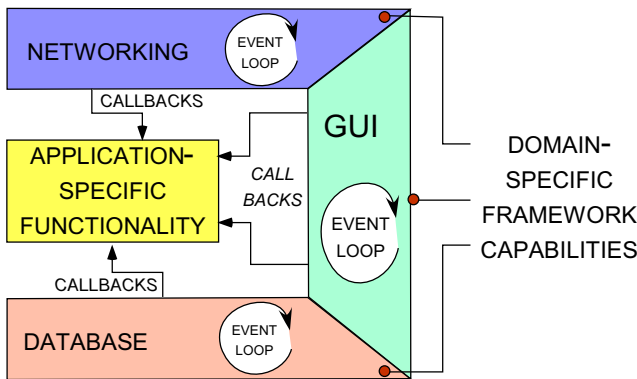 NETWORKING
EVENT
LOOP
CALLBACKS
APPLICATION-
SPECIFIC
FUNCTIONALITY
CALL
BACKS
GUI
EVENT
LOOP
DOMAIN-
SPECIFIC
FRAMEWORK
CAPABILITIES
CALLBACKS
DATABASE
EVENT
LOOP